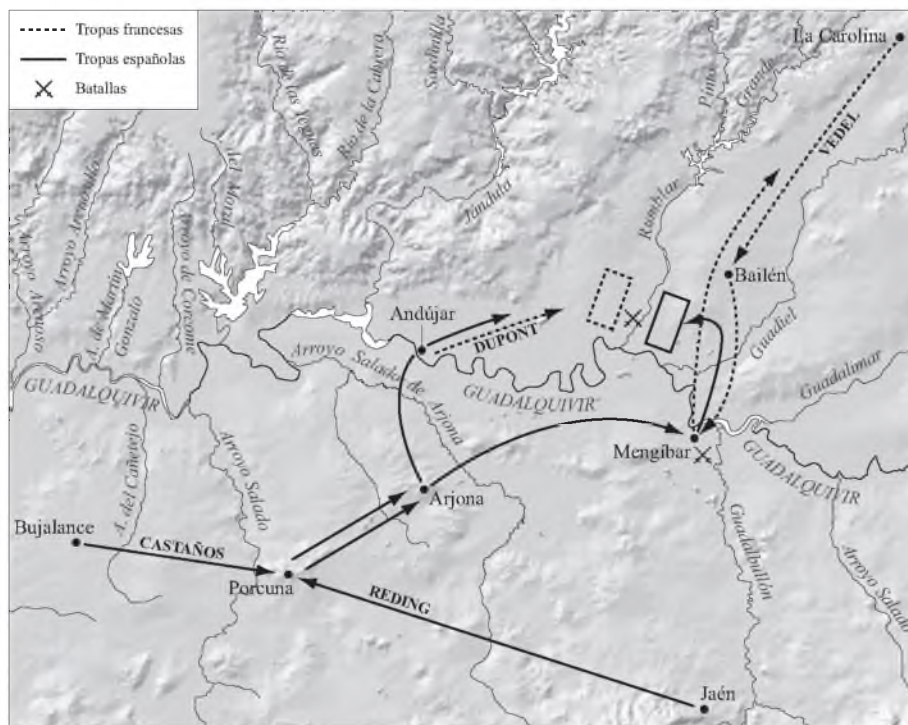 Tropas francesas
Tropas españolas
Batallas
La Carolina
Río de las Yeguas
Río de la Cabrera
Sardinilla
Pinto
Grande
VEDEL
Jándula
Rumblar
Arroyo Arenoso
Arroyo Arenosillo
A. de Martín
Gonzalo
Arroyo de Corcome
del Moral
Bailén
Andújar
DUPONT
Guadiel
Guadalimar
GUADALQUIVIR
Arroyo Salado de Arjona
GUADALQUIVIR
Mengíbar
GUADALQUIVIR
A. del Cañetejo
Arroyo Salado
Arjona
Bujalance
CASTAÑOS
Porcuna
REDING
Guadalbullón
Arroyo Salado
Jaén